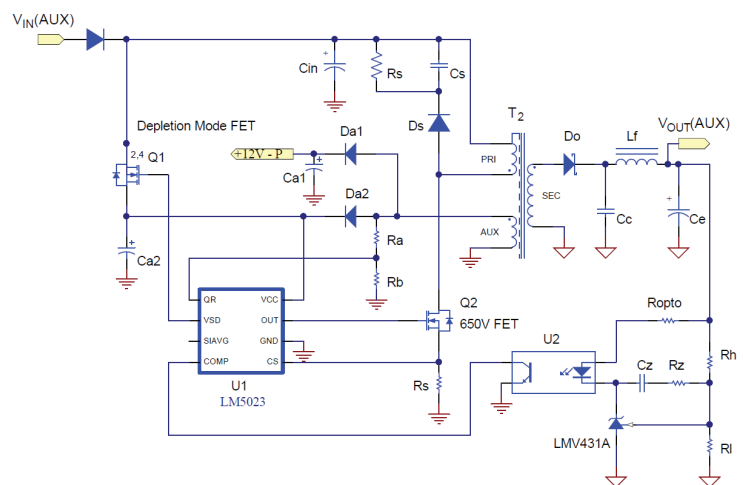 VIN(AUX)
Cin
Rs
Cs
Ds
T2
Depletion Mode FET
2,4
Q1
+12V - P
Da1
Ca1
Da2
PRI
SEC
AUX
Do
Lf
VOUT(AUX)
Cc
Ce
Ca2
Ra
Rb
QR
VCC
VSD
OUT
SIAVG
GND
COMP
CS
U1
LM5023
Q2
650V FET
Rs
U2
Ropto
Rh
Cz
Rz
LMV431A
Rl